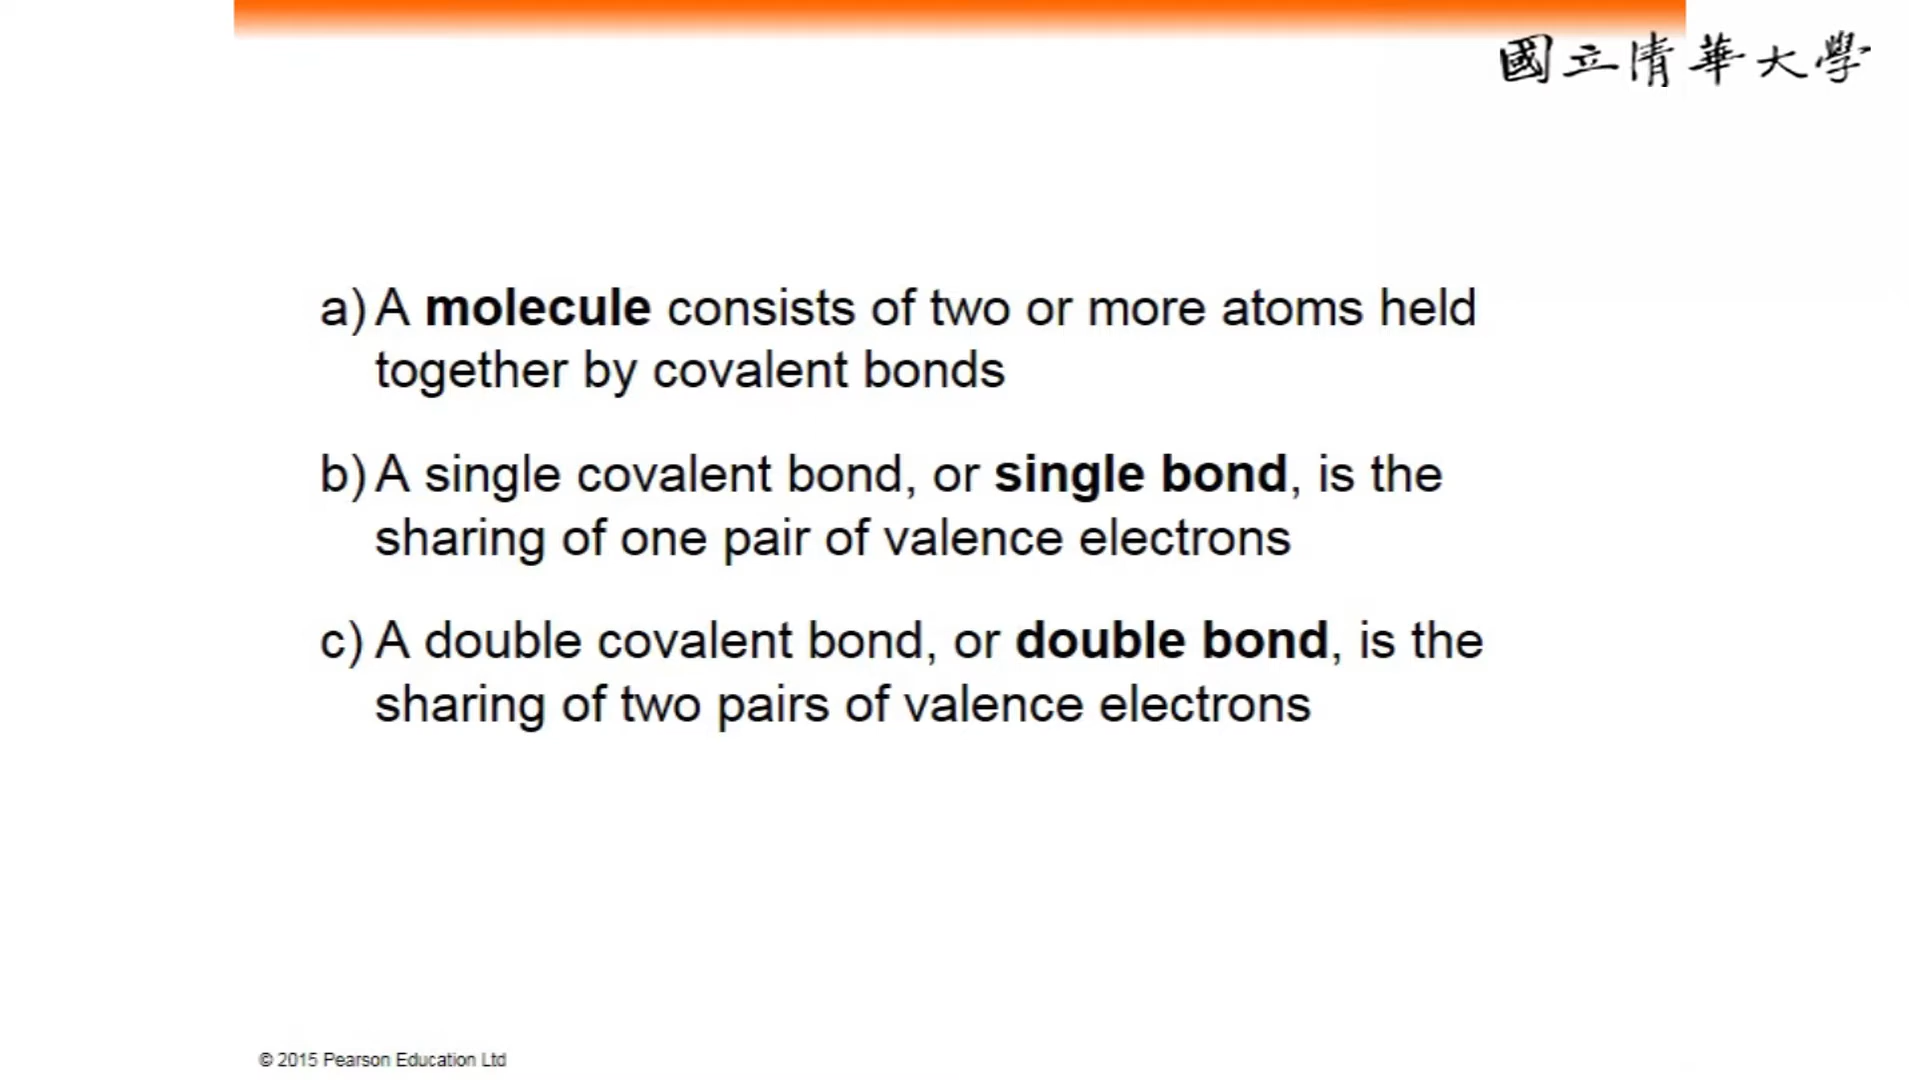 國立清華大學
a) A molecule consists of two or more atoms held
together by covalent bonds
b) A single covalent bond, or single bond, is the
sharing of one pair of valence electrons
c) A double covalent bond, or double bond, is the
sharing of two pairs of valence electrons
© 2015 Pearson Education Ltd